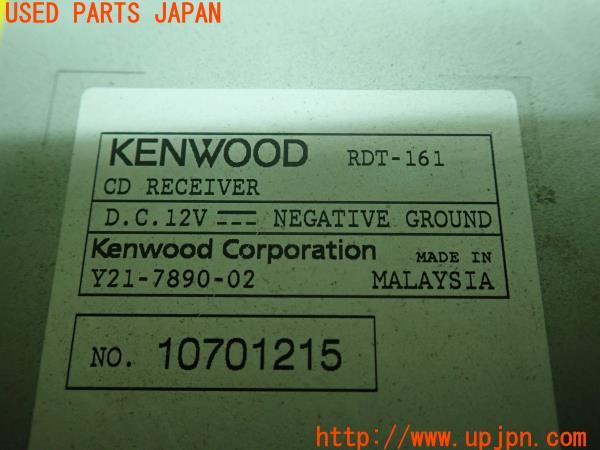 USED PARTS JAPAN
KENWOOD RDT-161
CD RECEIVER
D.C.12V NEGATIVE GROUND
Kenwood Corporation MADE IN
Y21-7890-02 MALAYSIA
NO. 10701215
http://www.upjpn.com